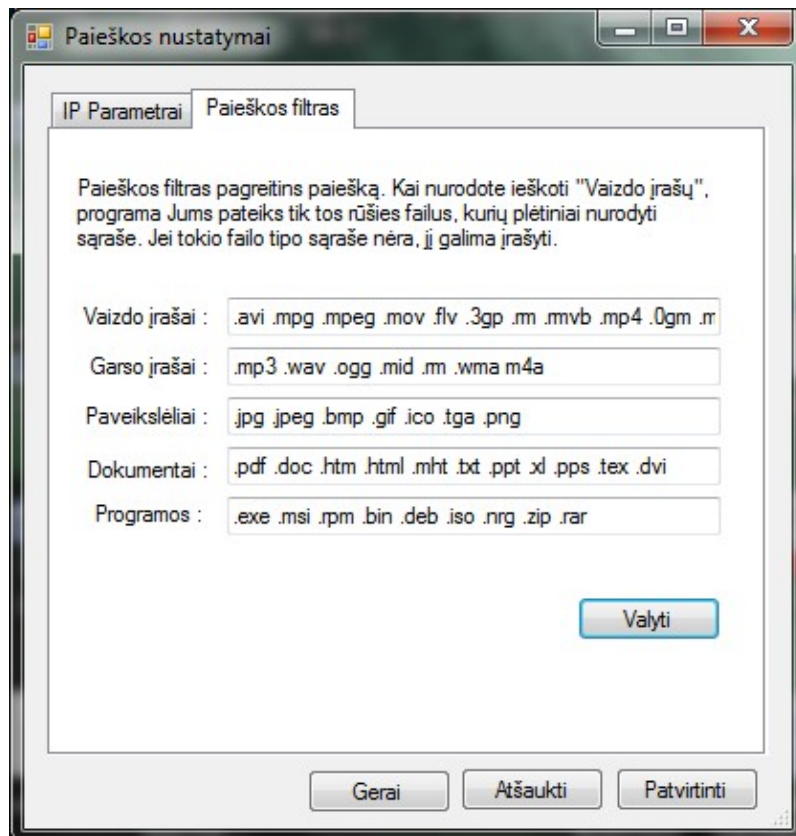 Paieškos nustatymai
IP Parametrai Paieškos filtras
Paieškos filtras pagreitins paiešką. Kai nurodote ieškoti "Vaizdo įrašų",
programa Jums pateiks tik tos rūšies failus, kurių plėtiniai nurodyti
sąraše. Jei tokio failo tipo sąraše nėra, jį galima įrašyti.
Vaizdo įrašai : .avi .mpg .mpeg .mov .flv .3gp .rm .rmvb .mp4 .0gm
Garso įrašai : .mp3 .wav .ogg .mid .rm .wma m4a
Paveikslėliai : .jpg .jpeg .bmp .gif .ico .tga .png
Dokumentai : .pdf .doc .htm .html .mht .txt .ppt .xl .pps .tex .dvi
Programos : .exe .msi .rpm .bin .deb .iso .nrg .zip .rar
Valyti
Gerai Atšaukti Patvirtinti